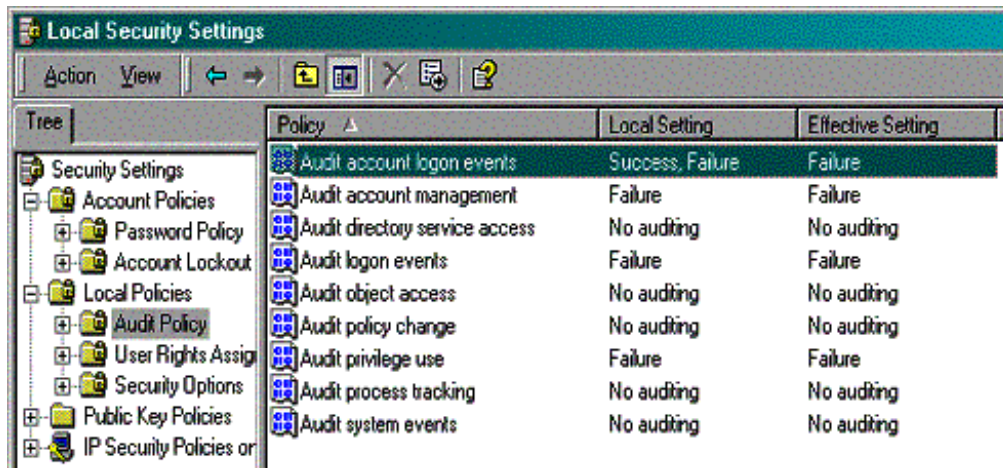 Local Security Settings
Action View
Tree
Policy Local Setting Effective Setting
Security Settings
Account Policies
Password Policy
Account Lockout
Local Policies
Audit Policy
User Rights Assig
Security Options
Public Key Policies
IP Security Policies or
Audit account logon events Success, Failure Failure
Audit account management Failure Failure
Audit directory service access No auditing No auditing
Audit logon events Failure Failure
Audit object access No auditing No auditing
Audit policy change No auditing No auditing
Audit privilege use Failure Failure
Audit process tracking No auditing No auditing
Audit system events No auditing No auditing